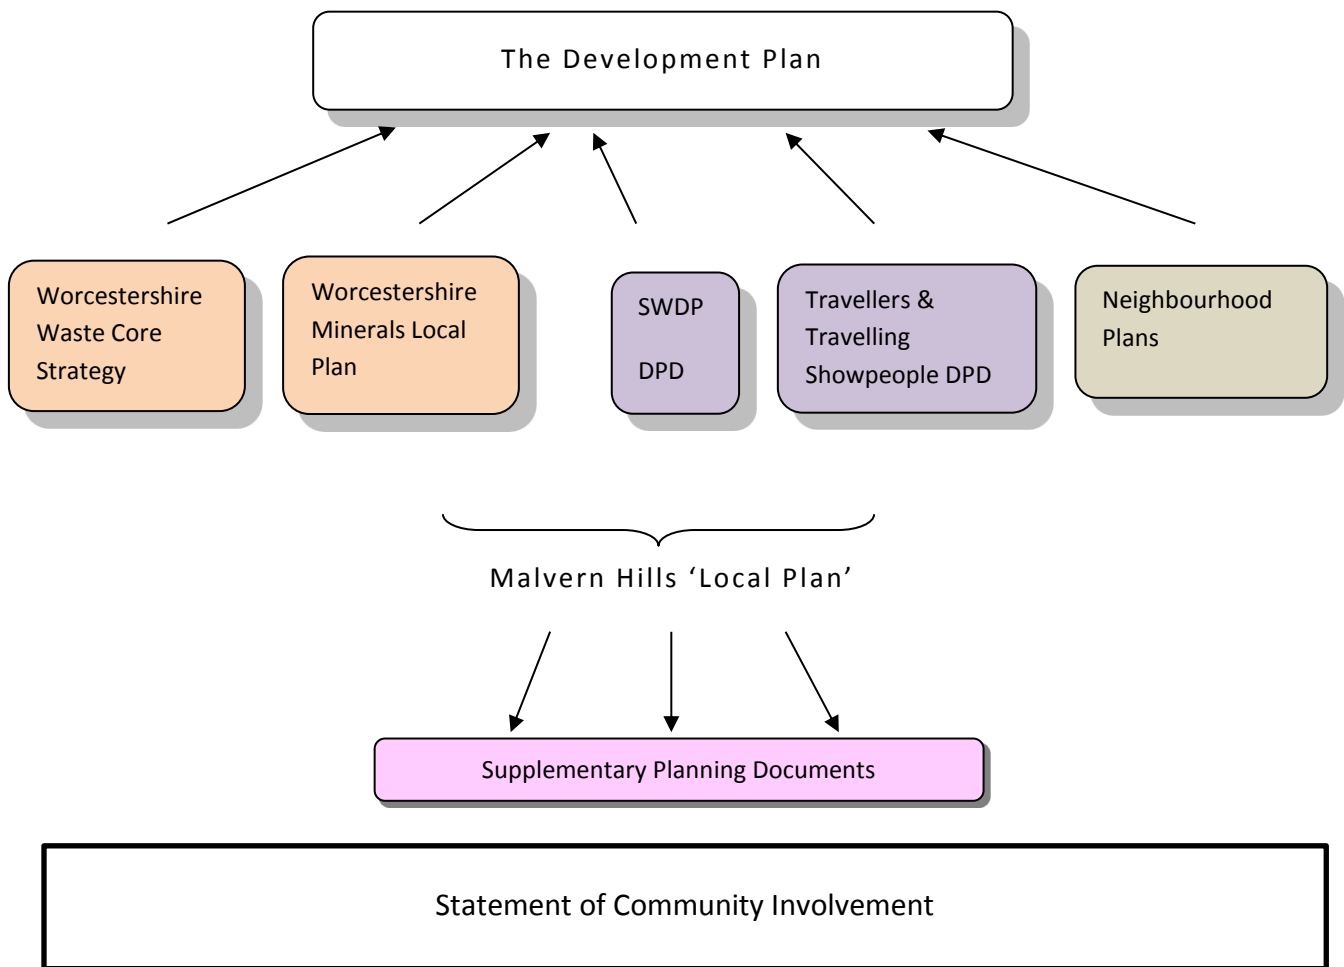 The Development Plan
Worcestershire
Waste Core
Strategy
Worcestershire
Minerals Local
Plan
SWDP
DPD
Travellers &
Travelling
Showpeople DPD
Neighbourhood
Plans
Malvern Hills ‘Local Plan’
Supplementary Planning Documents
Statement of Community Involvement